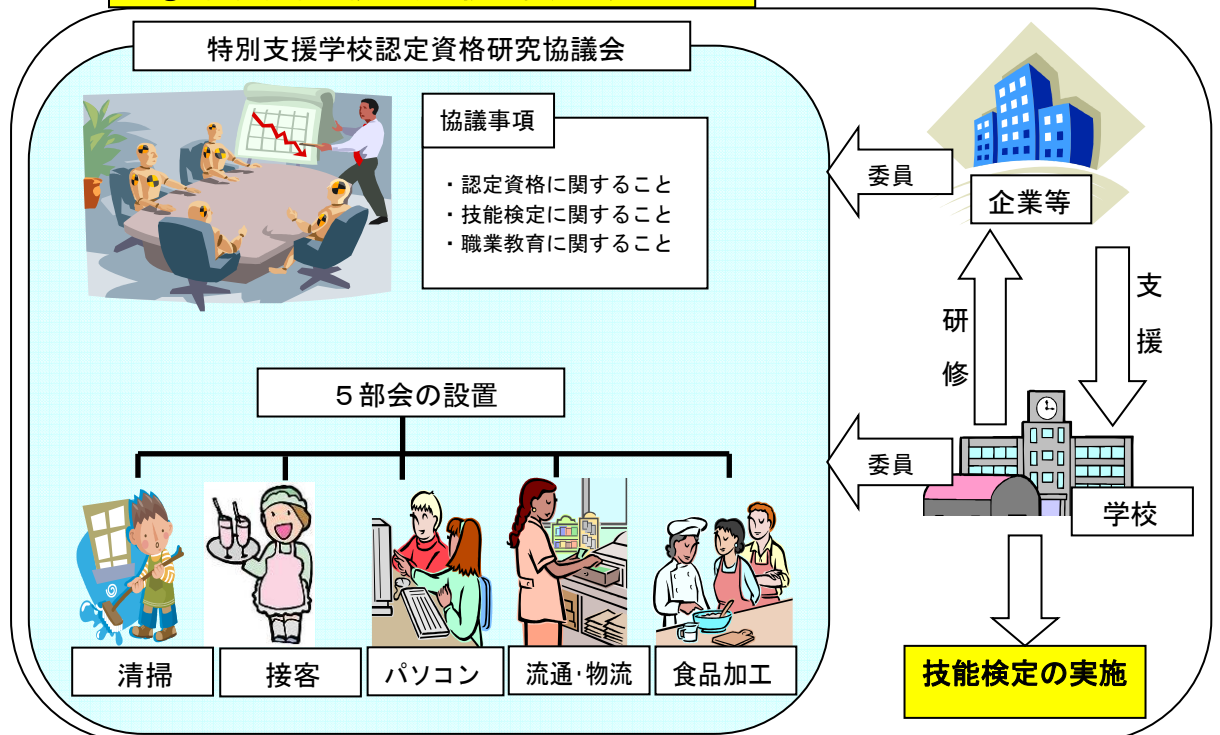 特別支援学校認定資格研究協議会
協議事項
・認定資格に関すること
・技能検定に関すること
・職業教育に関すること
委員
企業等
研修
支援
5部会の設置
委員
学校
清掃
接客
パソコン
流通・物流
食品加工
技能検定の実施